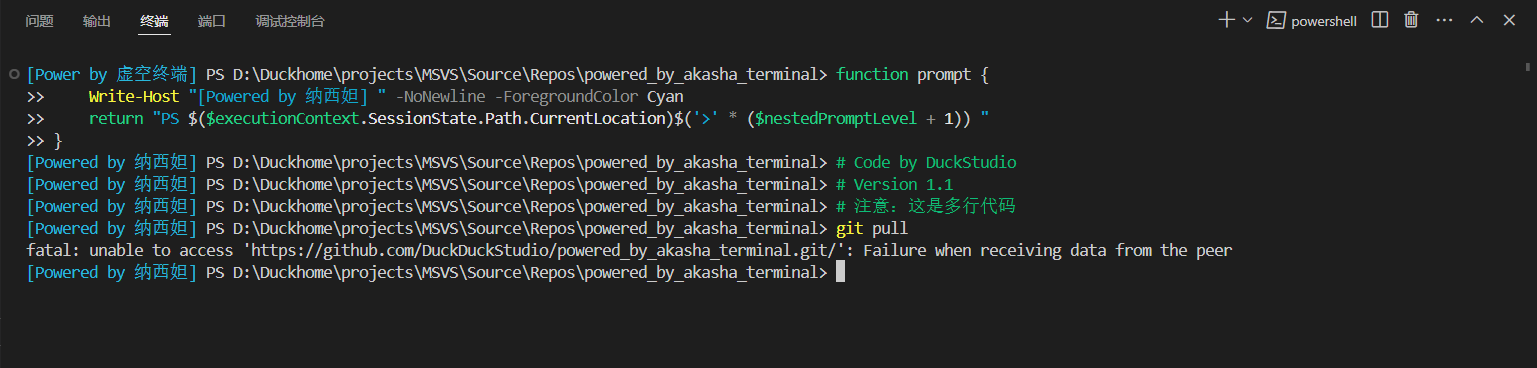 问题 输出 终端 端口 调试控制台 powershell
[Power by 虚空终端] PS D:\Duckhome\projects\MSVS\Source\Repos\powered_by_akasha_terminal> function prompt {
>>     Write-Host "[Powered by 纳西妲] " -NoNewline -ForegroundColor Cyan
>>     return "PS $($executionContext.SessionState.Path.CurrentLocation)$('>' * ($nestedPromptLevel + 1)) "
>> }
[Powered by 纳西妲] PS D:\Duckhome\projects\MSVS\Source\Repos\powered_by_akasha_terminal> # Code by DuckStudio
[Powered by 纳西妲] PS D:\Duckhome\projects\MSVS\Source\Repos\powered_by_akasha_terminal> # Version 1.1
[Powered by 纳西妲] PS D:\Duckhome\projects\MSVS\Source\Repos\powered_by_akasha_terminal> # 注意：这是多行代码
[Powered by 纳西妲] PS D:\Duckhome\projects\MSVS\Source\Repos\powered_by_akasha_terminal> git pull
fatal: unable to access 'https://github.com/DuckDuckStudio/powered_by_akasha_terminal.git/': Failure when receiving data from the peer
[Powered by 纳西妲] PS D:\Duckhome\projects\MSVS\Source\Repos\powered_by_akasha_terminal>